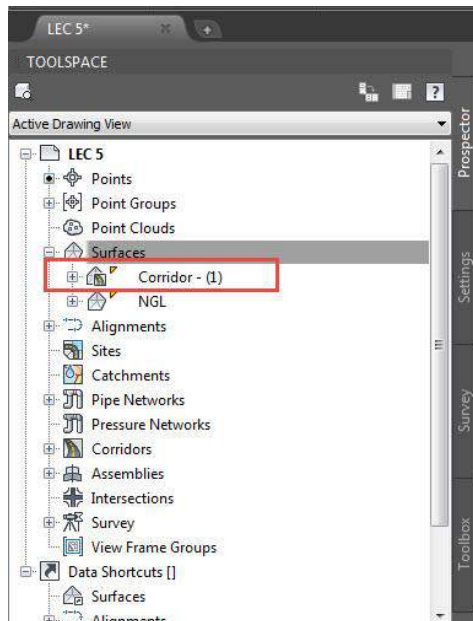 LEC 5*
TOOLSPACE
Active Drawing View
LEC 5
Points
Point Groups
Point Clouds
Surfaces
Corridor - (1)
NGL
Alignments
Sites
Catchments
Pipe Networks
Pressure Networks
Corridors
Assemblies
Intersections
Survey
View Frame Groups
Data Shortcuts []
Surfaces
Alignments
Prospector
Settings
Survey
Toolbox